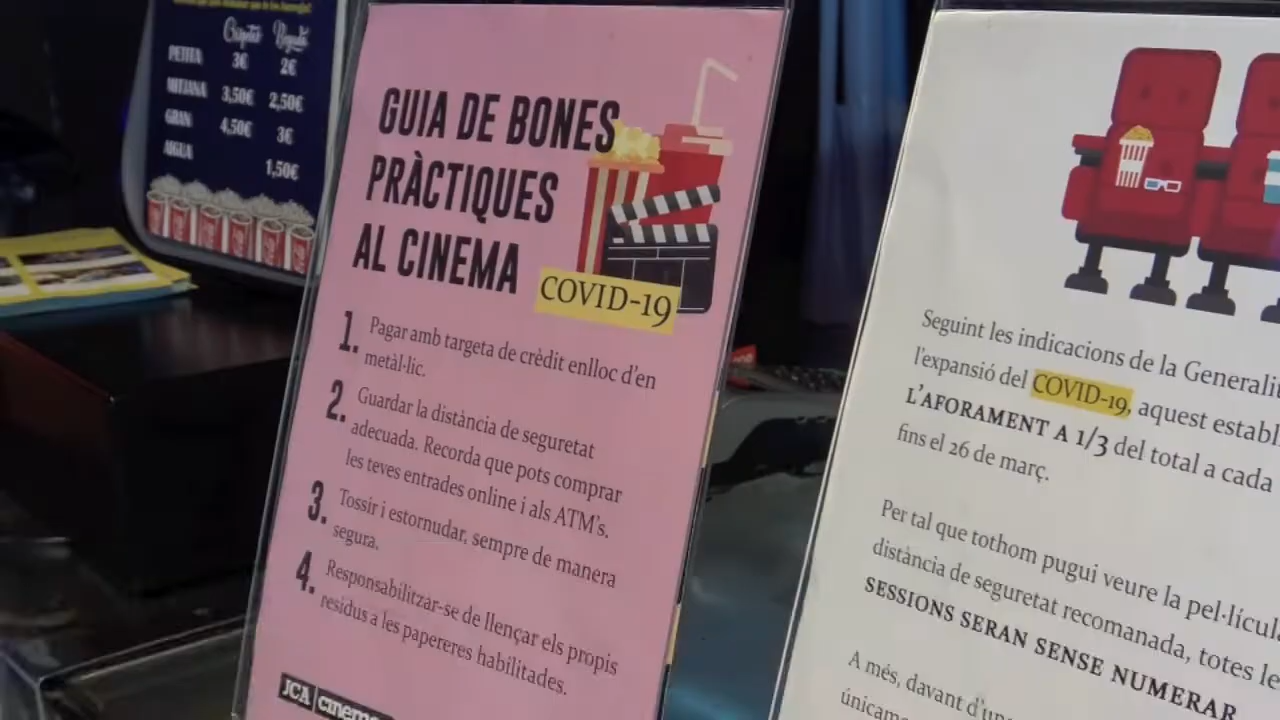 Crispetes Beguda
PETITA 3€ 2€
MITJANA 3,50€ 2,50€
GRAN 4,50€ 3€
AIGUA 1,50€
GUIA DE BONES
PRÀCTIQUES
AL CINEMA
COVID-19
1. Pagar amb targeta de crèdit enlloc d'en
metàl·lic.
2. Guardar la distància de seguretat
adecuada. Recorda que pots comprar
les teves entrades online i als ATM's.
3. Tossir i estornudar, sempre de manera
segura.
4. Responsabilitzar-se de llençar els propis
residus a les papereres habilitades.
JCA cinem
Seguint les indicacions de la Generalit
l'expansió del COVID-19, aquest establ
L'AFORAMENT A 1/3 del total a cada
fins el 26 de març.
Per tal que tothom pugui veure la pel·lícul
distància de seguretat recomanada, totes le
SESSIONS SERAN SENSE NUMERAR
A més, davant d'un
únicame